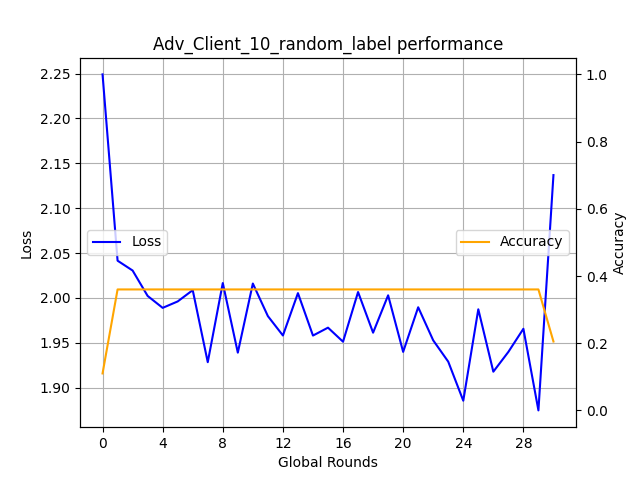 Adv_Client_10_random_label performance
2.25
2.20
2.15
2.10
2.05
2.00
1.95
1.90
Loss
Loss
Accuracy
1.0
0.8
0.6
0.4
0.2
0.0
Accuracy
0 4 8 12 16 20 24 28
Global Rounds